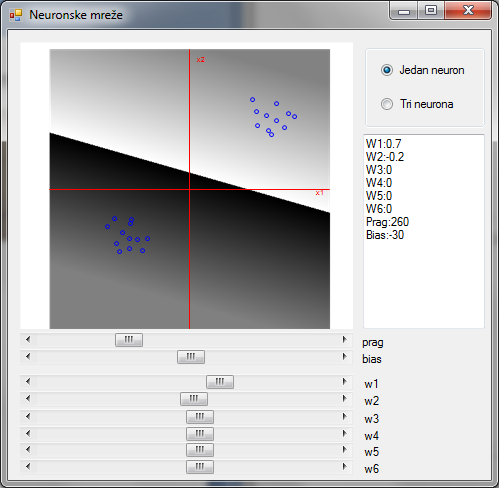 Neuronske mreže
x2
x1
Jedan neuron
Tri neurona
W1:0.7
W2:-0.2
W3:0
W4:0
W5:0
W6:0
Prag:260
Bias:-30
prag
bias
w1
w2
w3
w4
w5
w6